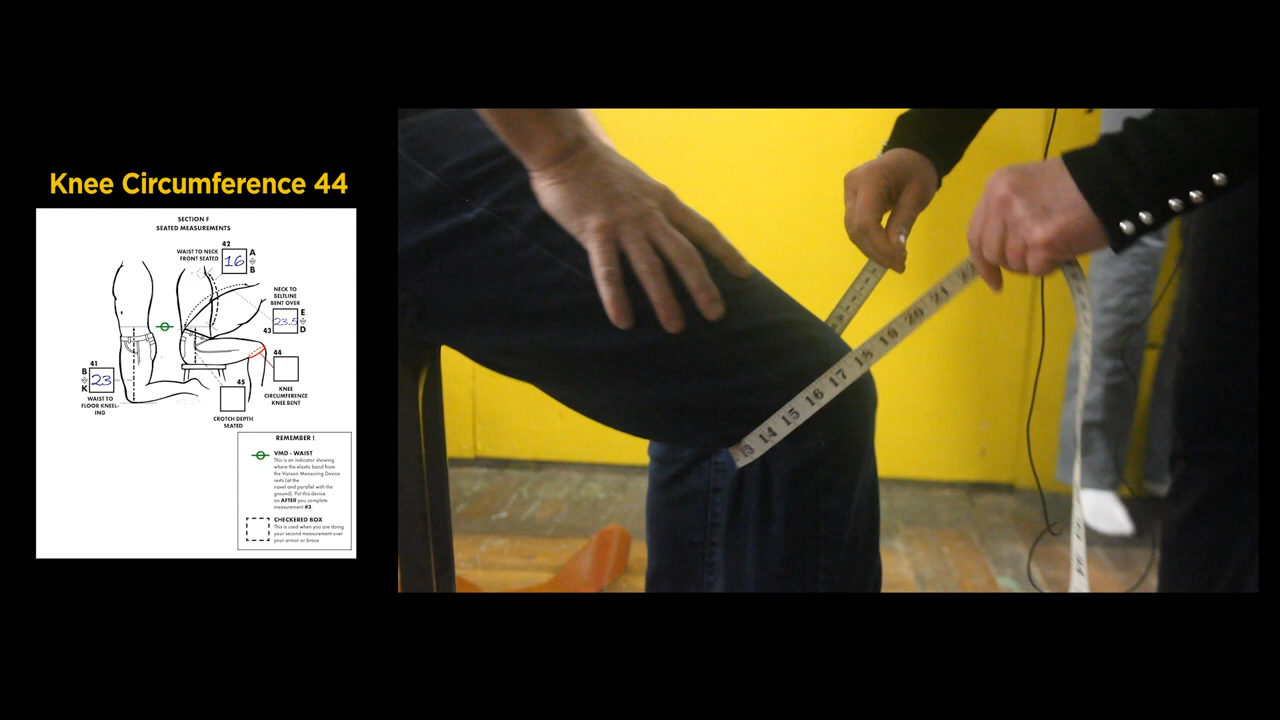 Knee Circumference 44
SECTION F
SEATED MEASUREMENTS
42
WAIST TO NECK
FRONT SEATED
16
A
B
NECK TO
BELTLINE
BENT OVER
23.5
E
D
43
44
KNEE
CIRCUMFERENCE
KNEE BENT
41
B
K
23
WAIST TO
FLOOR KNEEL-
ING
45
CROTCH DEPTH
SEATED
REMEMBER !
VMD - WAIST
This is an indicator showing
where the elastic band from
the Vanson Measuring Device
rests (at the
navel and parallel with the
ground). Put this device
on AFTER you complete
measurement #3
CHECKERED BOX
This is used when you are doing
your second measurement over
your armor or brace
13 14 15 16 17 18 19 20 21